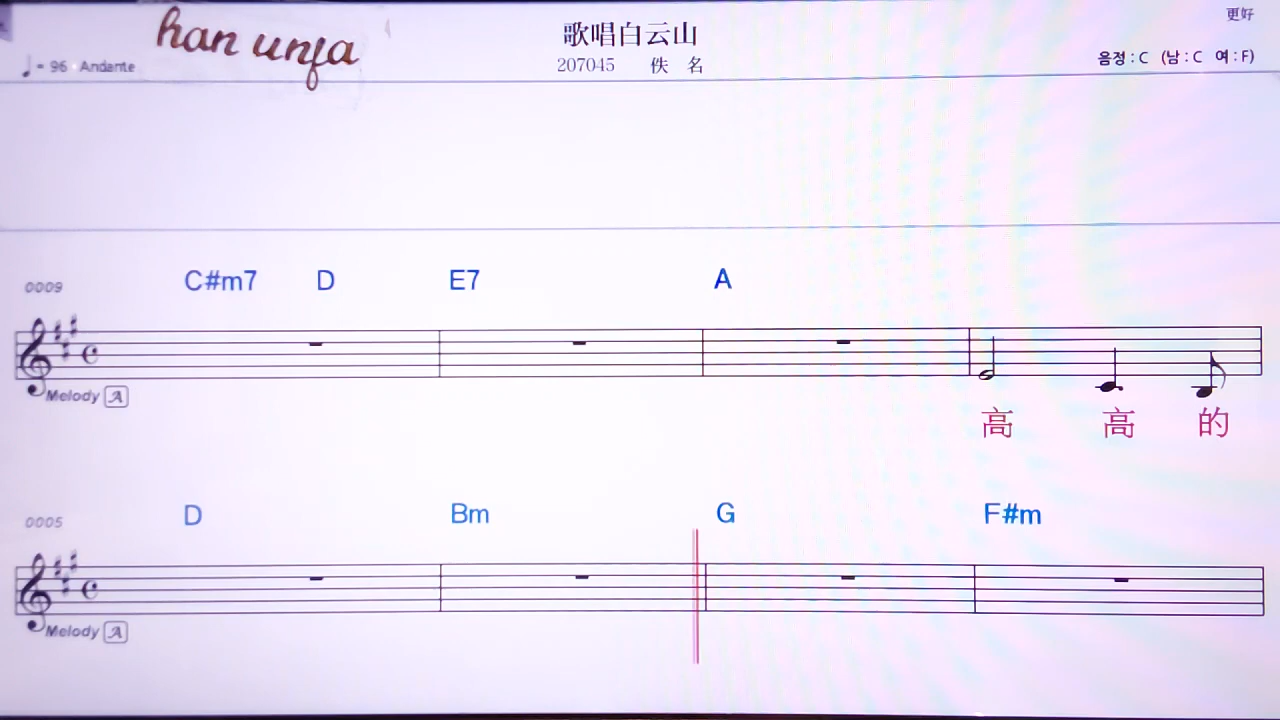 han unfa
歌唱白云山
更好
♩ = 96 Andante
207045 佚 名
음정 : C (남 : C 여 : F)
0009 C#m7 D E7 A
Melody A
高 高 的
0005 D Bm G F#m
Melody A